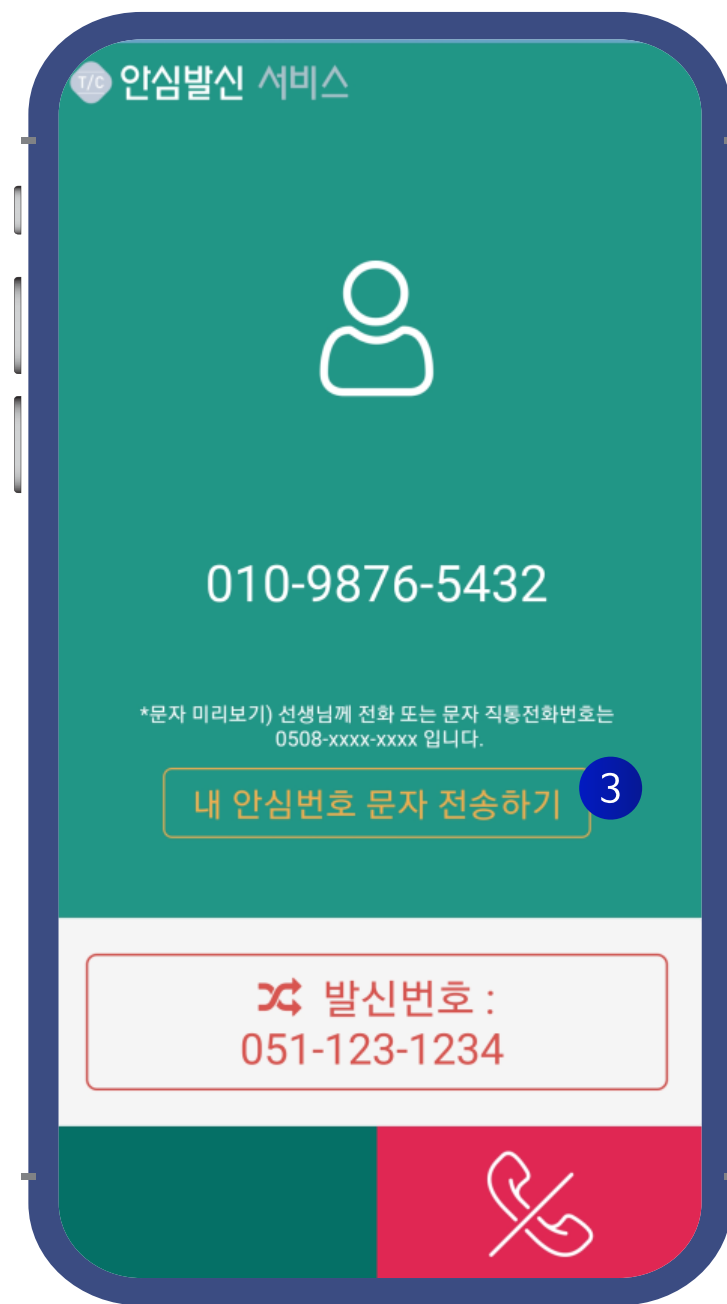 T/C 안심발신 서비스
010-9876-5432
*문자 미리보기) 선생님께 전화 또는 문자 직통전화번호는
0508-xxxx-xxxx 입니다.
내 안심번호 문자 전송하기 3
발신번호 :
051-123-1234